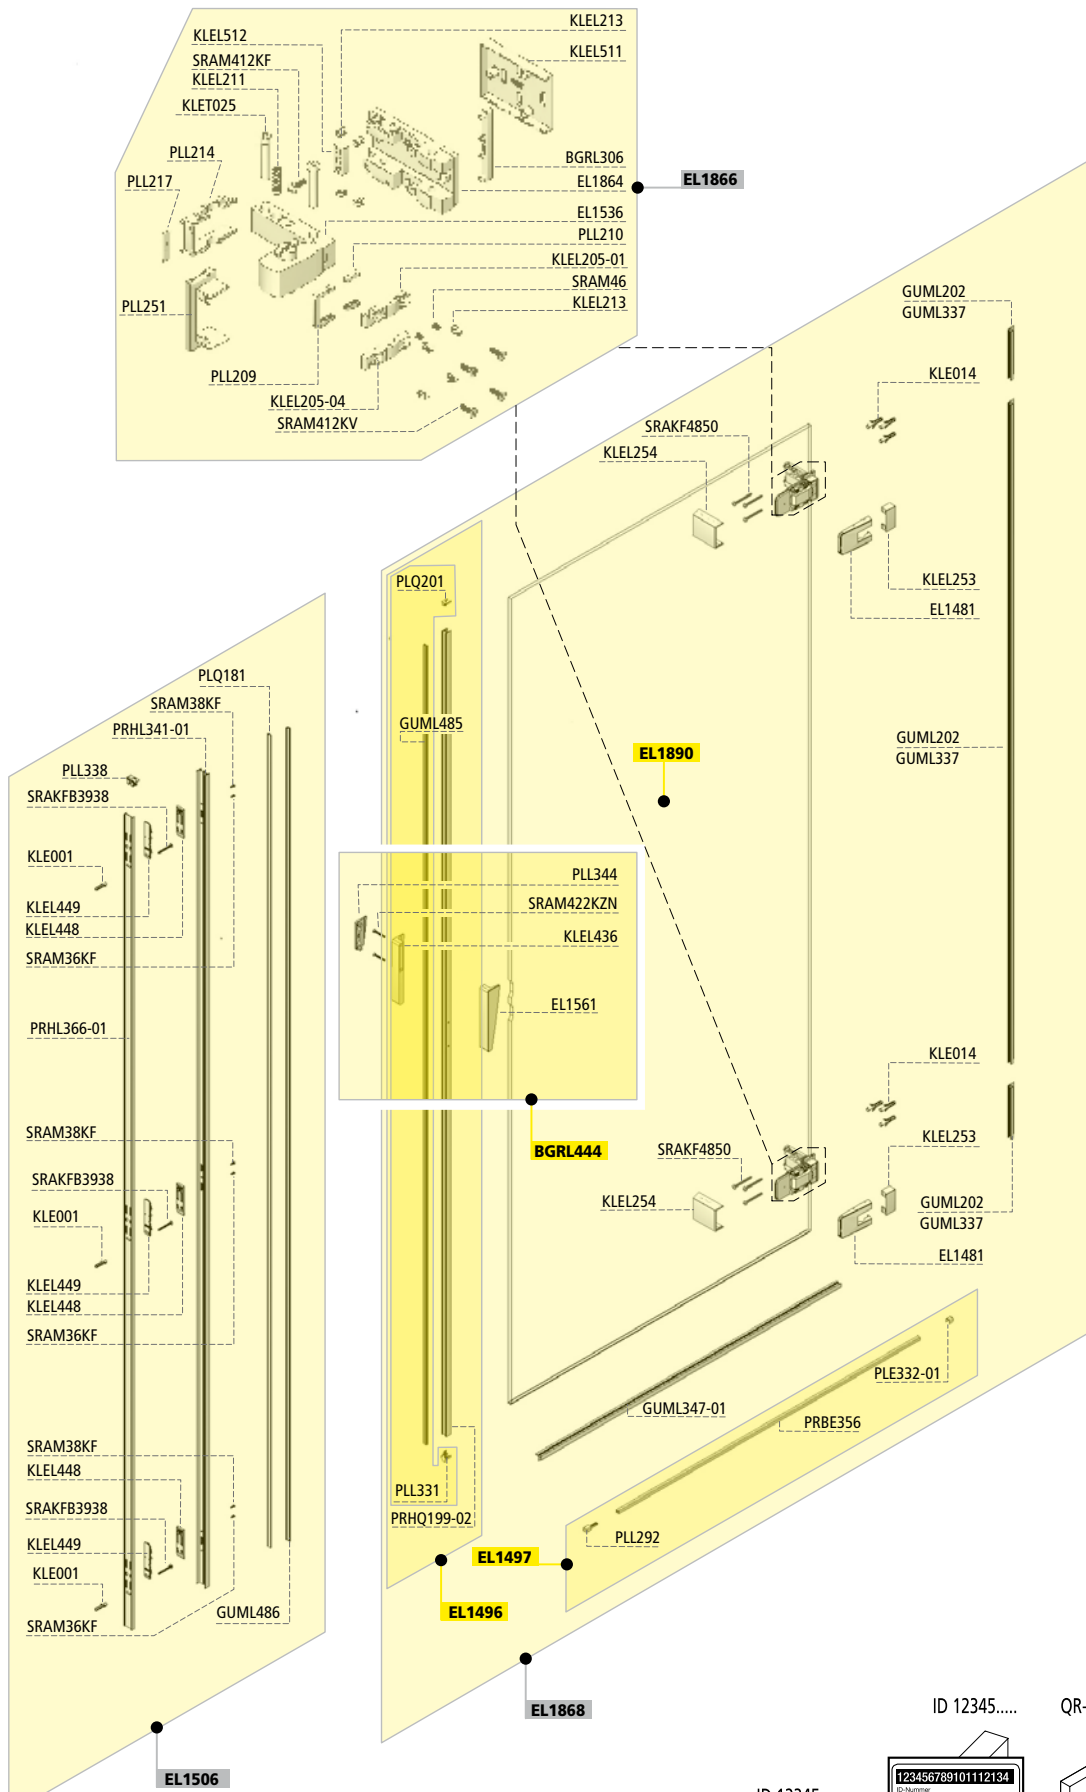 KLEL213
KLEL512
KLEL511
SRAM412KF
KLEL211
KLET025
PLL214
BGRL306
PLL217
EL1864
EL1866
EL1536
PLL210
KLEL205-01
SRAM46
PLL251
KLEL213
PLL209
KLEL205-04
SRAM412KV
GUML202
GUML337
KLE014
SRAKF4850
KLEL254
KLEL253
EL1481
PLQ201
PLQ181
SRAM38KF
PRHL341-01
GUML485
EL1890
GUML202
GUML337
PLL338
SRAKFB3938
KLE001
PLL344
SRAM422KZN
KLEL449
KLEL448
KLEL436
SRAM36KF
EL1561
PRHL366-01
KLE014
SRAM38KF
BGRL444
SRAKF4850
KLEL253
SRAKFB3938
KLEL254
GUML202
GUML337
KLE001
EL1481
KLEL449
KLEL448
SRAM36KF
PLE332-01
GUML347-01
PRBE356
SRAM38KF
KLEL448
PLL331
SRAKFB3938
PRHQ199-02
PLL292
KLEL449
EL1497
KLE001
GUML486
EL1496
SRAM36KF
EL1868
ID 12345.....
QR-
EL1506
123456789101112134
ID-Nummer